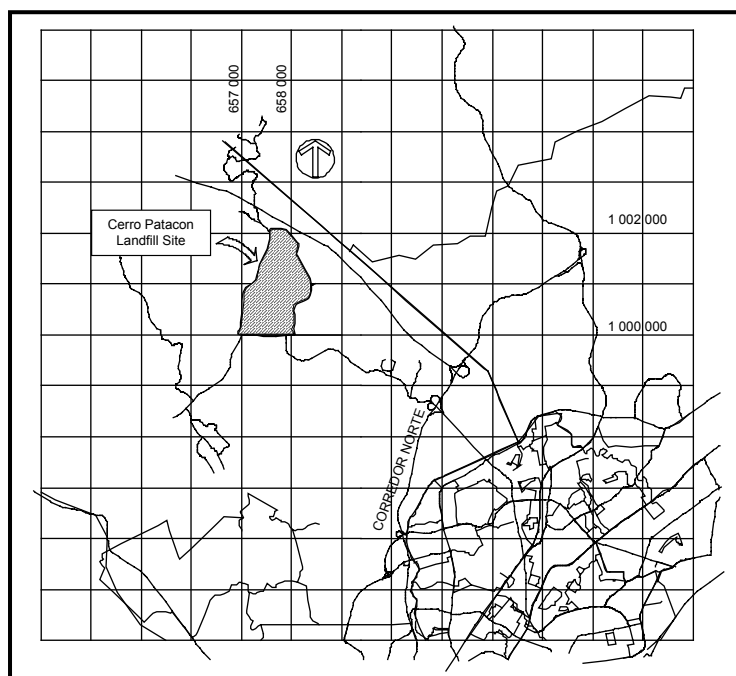 657 000
658 000
Cerro Patacon
Landfill Site
1 002 000
1 000 000
CORREDOR NORTE